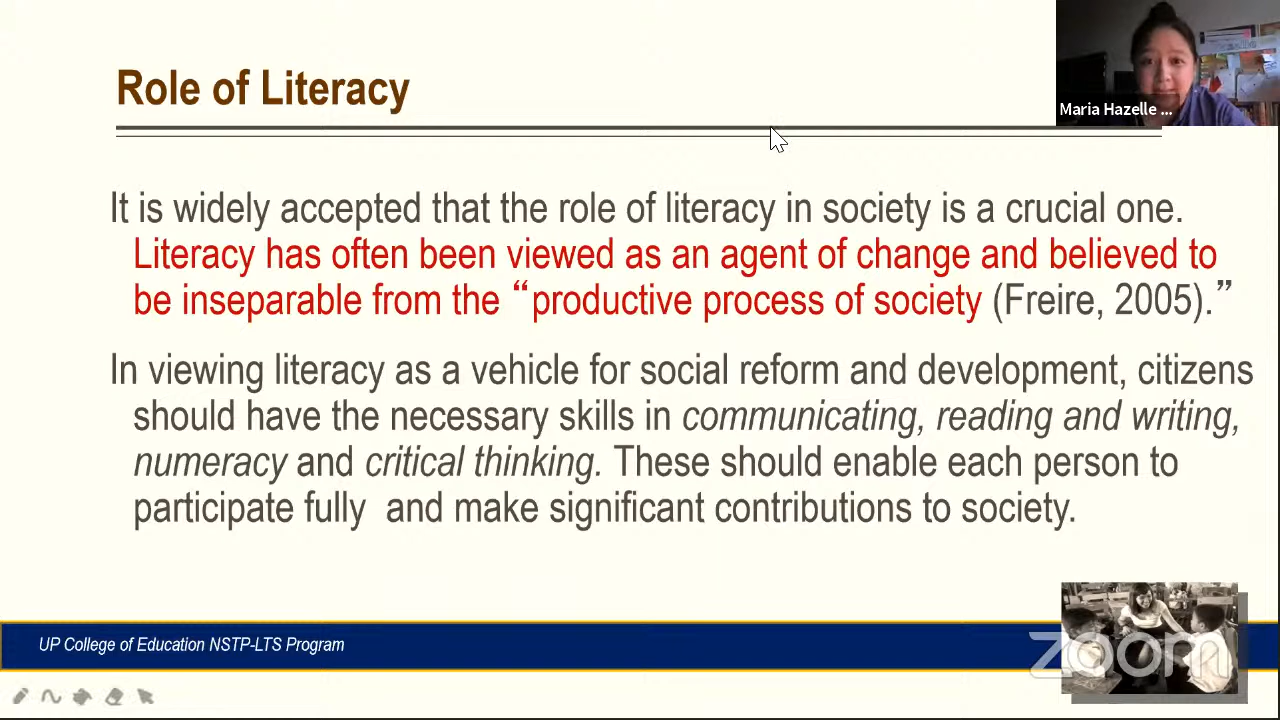 Role of Literacy
Maria Hazelle ...
It is widely accepted that the role of literacy in society is a crucial one.
Literacy has often been viewed as an agent of change and believed to
be inseparable from the “productive process of society (Freire, 2005).”
In viewing literacy as a vehicle for social reform and development, citizens
should have the necessary skills in communicating, reading and writing,
numeracy and critical thinking. These should enable each person to
participate fully  and make significant contributions to society.
UP College of Education NSTP-LTS Program
zoom